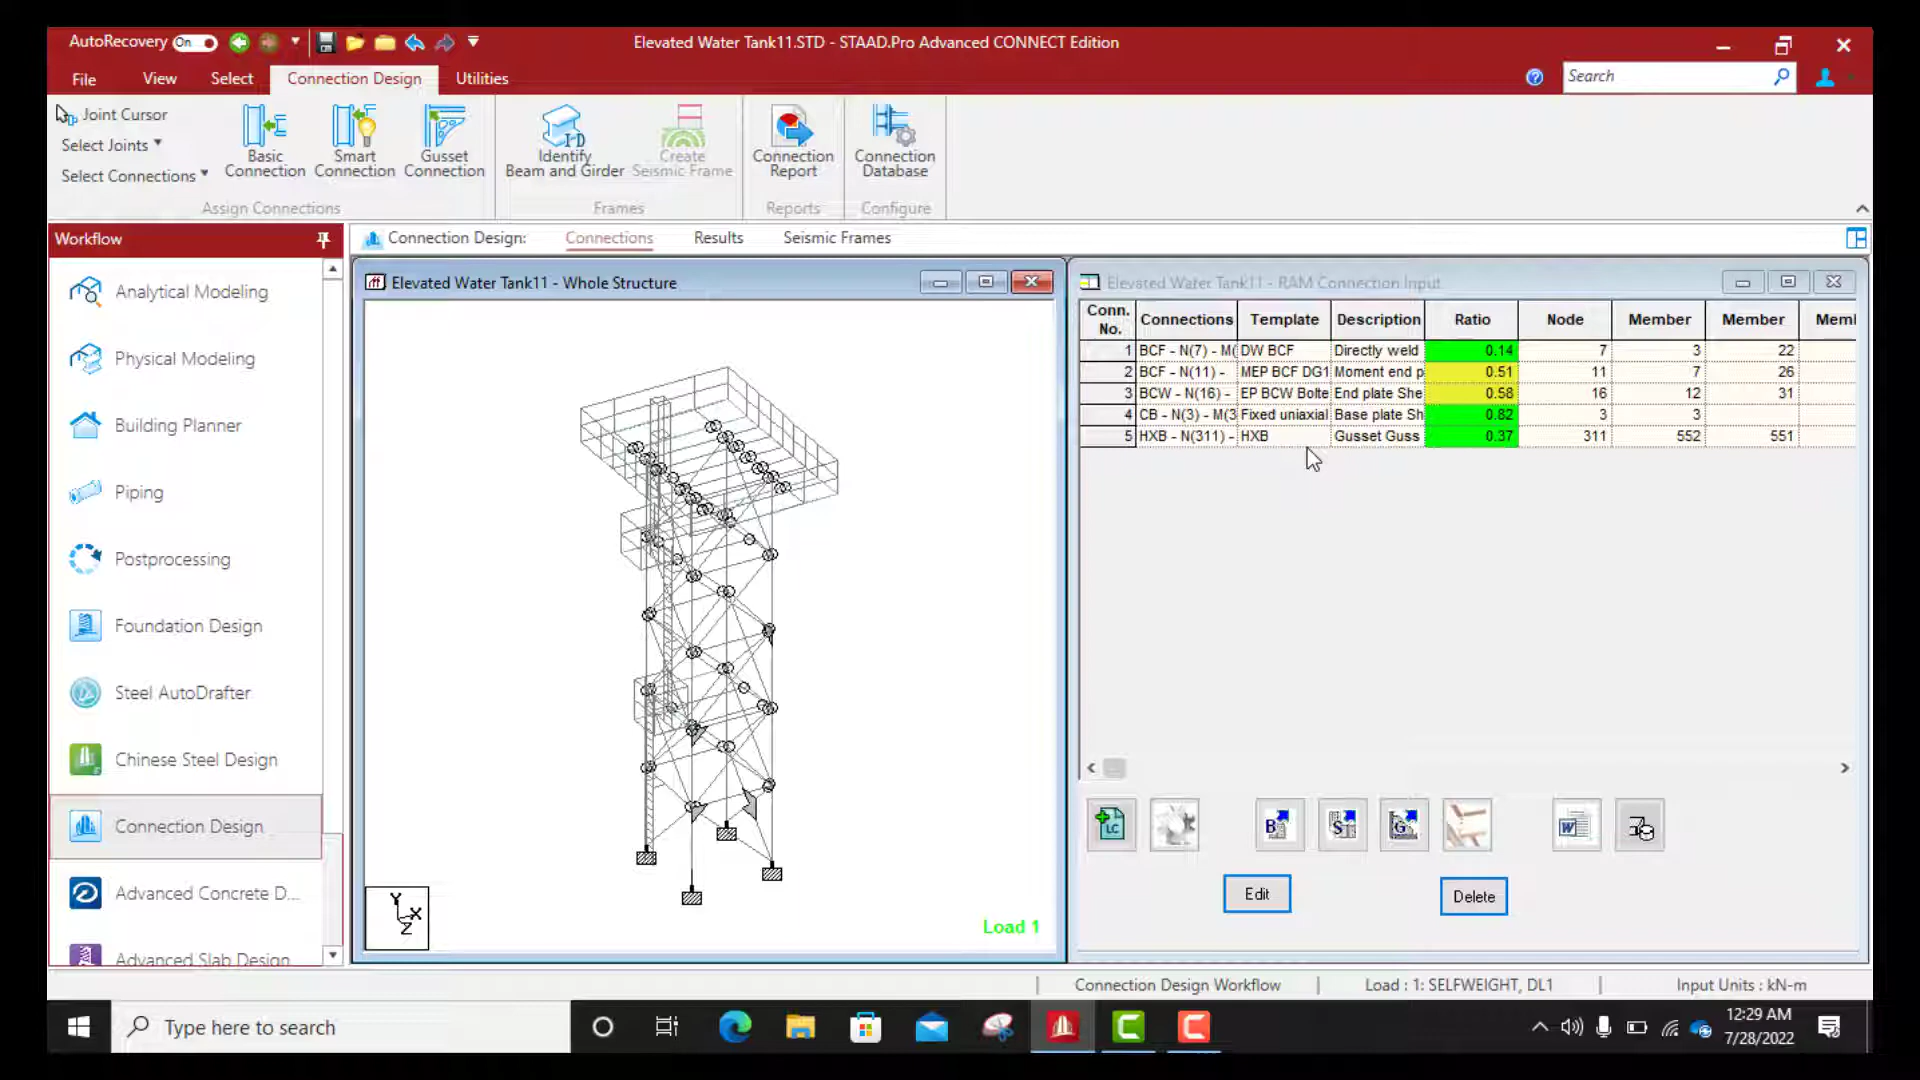 AutoRecovery On
Elevated Water Tank11.STD - STAAD.Pro Advanced CONNECT Edition
File View Select Connection Design Utilities
Search
Joint Cursor
Select Joints
Select Connections
Basic Connection
Smart Connection
Gusset Connection
Assign Connections
Identify Beam and Girder
Create Seismic Frame
Frames
Connection Report
Reports
Connection Database
Configure
Workflow
Analytical Modeling
Physical Modeling
Building Planner
Piping
Postprocessing
Foundation Design
Steel AutoDrafter
Chinese Steel Design
Connection Design
Advanced Concrete D...
Advanced Slab Design
Connection Design: Connections Results Seismic Frames
Elevated Water Tank11 - Whole Structure
Y
X
Z
Load 1
Elevated Water Tank11 - RAM Connection Input
Conn. No. Connections Template Description Ratio Node Member Member Meml
1 BCF - N(7) - M( DW BCF Directly weld 0.14 7 3 22
2 BCF - N(11) - MEP BCF DG1 Moment end p 0.51 11 7 26
3 BCW - N(16) - EP BCW Bolte End plate She 0.58 16 12 31
4 CB - N(3) - M(3 Fixed uniaxial Base plate Sh 0.82 3 3
5 HXB - N(311) - HXB Gusset Guss 0.37 311 552 551
LC
B
S
G
W
Edit
Delete
Connection Design Workflow
Load : 1: SELFWEIGHT, DL1
Input Units : kN-m
Type here to search
12:29 AM
7/28/2022